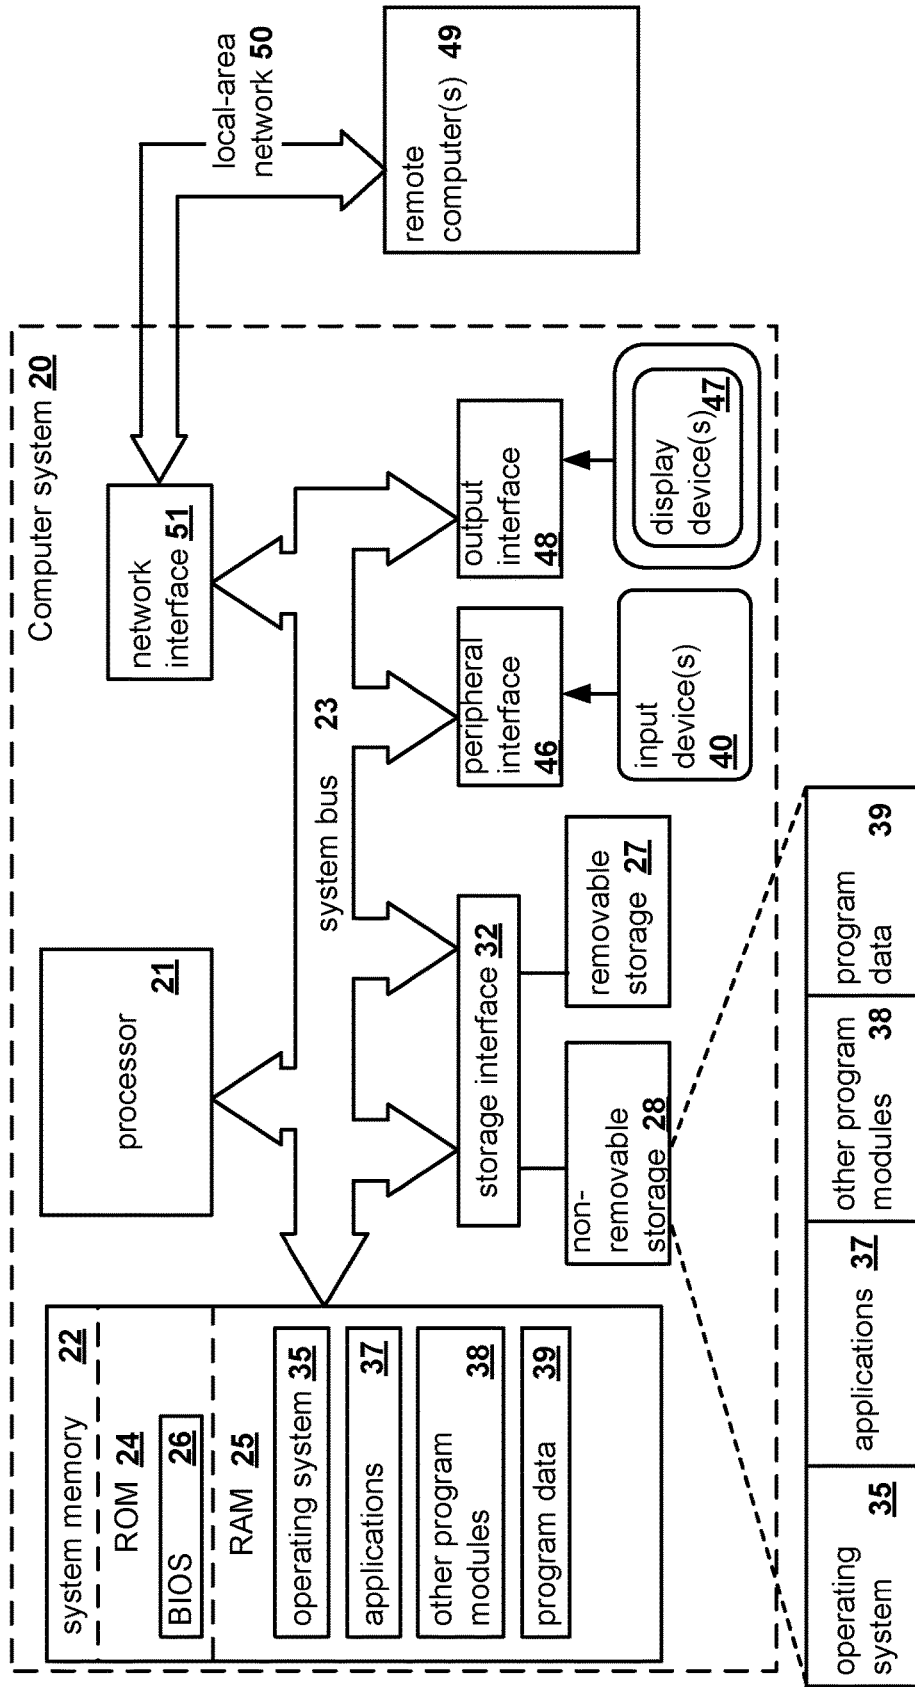 Computer system 20
system memory 22
ROM 24
BIOS 26
RAM 25
operating system 35
applications
37
other program
modules
38
program data 39
processor
21
network
interface 51
local-area
network 50
system bus
23
storage interface 32
peripheral
interface
46
output
interface
48
remote
computer(s) 49
non-
removable
storage 28
removable
storage 27
input
device(s)
40
display
device(s) 47
operating
system
35
applications 37
other program
modules
38
program
data
39